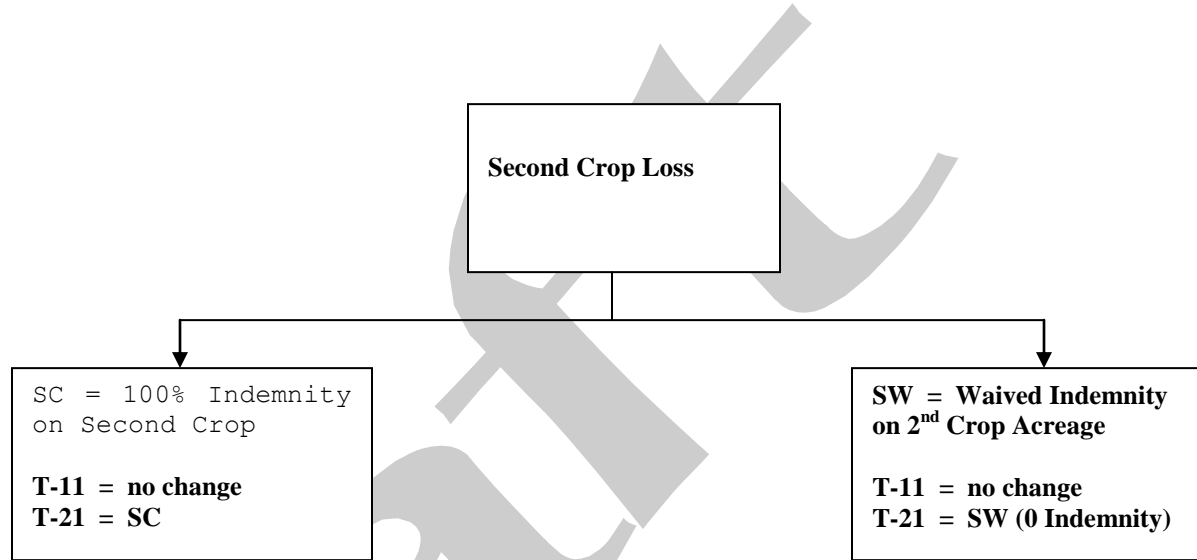 Second Crop Loss
SC = 100% Indemnity
on Second Crop
T-11 = no change
T-21 = SC
SW = Waived Indemnity
on 2nd Crop Acreage
T-11 = no change
T-21 = SW (0 Indemnity)